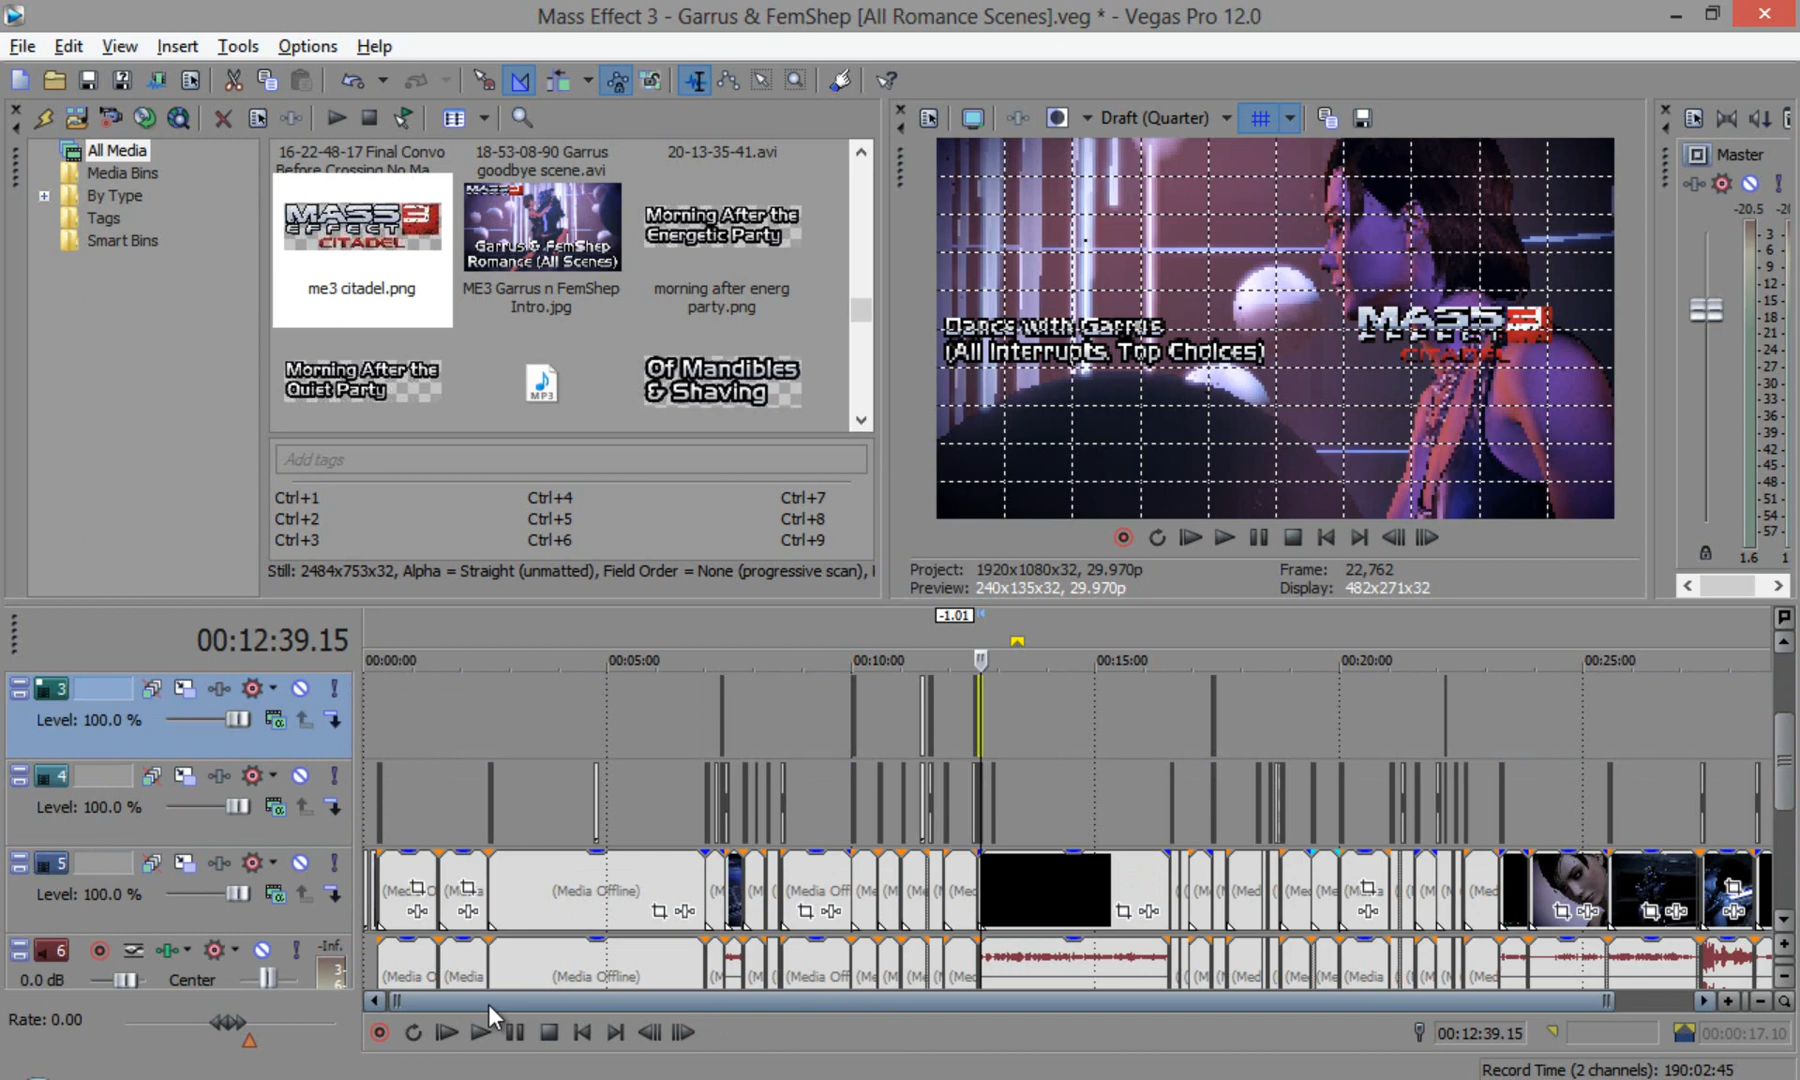 Mass Effect 3 - Garrus & FemShep [All Romance Scenes].veg * - Vegas Pro 12.0
File Edit View Insert Tools Options Help
Draft (Quarter)
All Media
Media Bins
By Type
Tags
Smart Bins
16-22-48-17 Final Convo
Before Crossing No Ma...
18-53-08-90 Garrus
goodbye scene.avi
20-13-35-41.avi
MASS 3
EFFECT
CITADEL
me3 citadel.png
MASS 3
Garrus & FemShep
Romance (All Scenes)
ME3 Garrus n FemShep
Intro.jpg
Morning After the
Energetic Party
morning after energ
party.png
Morning After the
Quiet Party
MP3
Of Mandibles
& Shaving
Add tags
Ctrl+1 Ctrl+4 Ctrl+7
Ctrl+2 Ctrl+5 Ctrl+8
Ctrl+3 Ctrl+6 Ctrl+9
Still: 2484x753x32, Alpha = Straight (unmatted), Field Order = None (progressive scan),
Dance with Garrus
(All Interrupts, Top Choices)
MASS 3
EFFECT
CITADEL
Project: 1920x1080x32, 29.970p
Preview: 240x135x32, 29.970p
Frame: 22,762
Display: 482x271x32
Master
-20.5
3
6
9
12
15
18
21
24
27
30
33
36
39
42
45
48
51
54
57
1.6
-1.01
00:12:39.15
00:00:00 00:05:00 00:10:00 00:15:00 00:20:00 00:25:00
3
Level: 100.0 %
4
Level: 100.0 %
5
Level: 100.0 %
(Media O (Media Offline) (M (M (Media Off (Me (Me (Me (Med (M (Med (Me (Med
6
-Inf.
0.0 dB Center
3
(Media O (Media (Media Offline) (M (M (Media Off (Me (Me (Me (Med (M (Med (Me (Media (Med
Rate: 0.00
00:12:39.15
00:00:17.10
Record Time (2 channels): 190:02:45